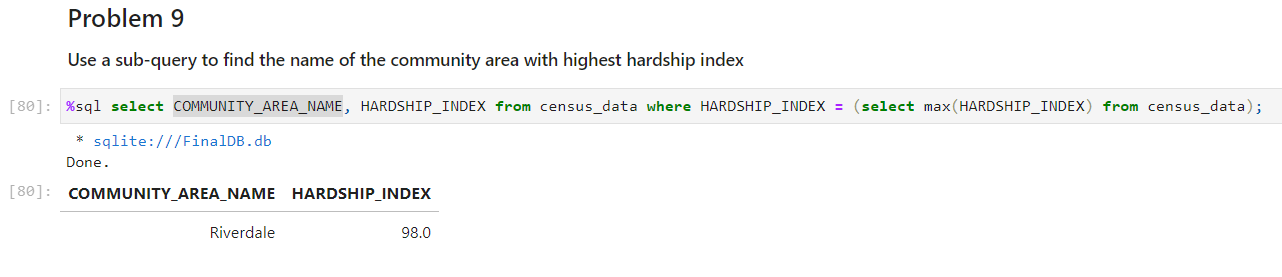 Problem 9
Use a sub-query to find the name of the community area with highest hardship index
[80]: %sql select COMMUNITY_AREA_NAME, HARDSHIP_INDEX from census_data where HARDSHIP_INDEX = (select max(HARDSHIP_INDEX) from census_data);
* sqlite:///FinalDB.db
Done.
[80]: COMMUNITY_AREA_NAME HARDSHIP_INDEX
Riverdale 98.0